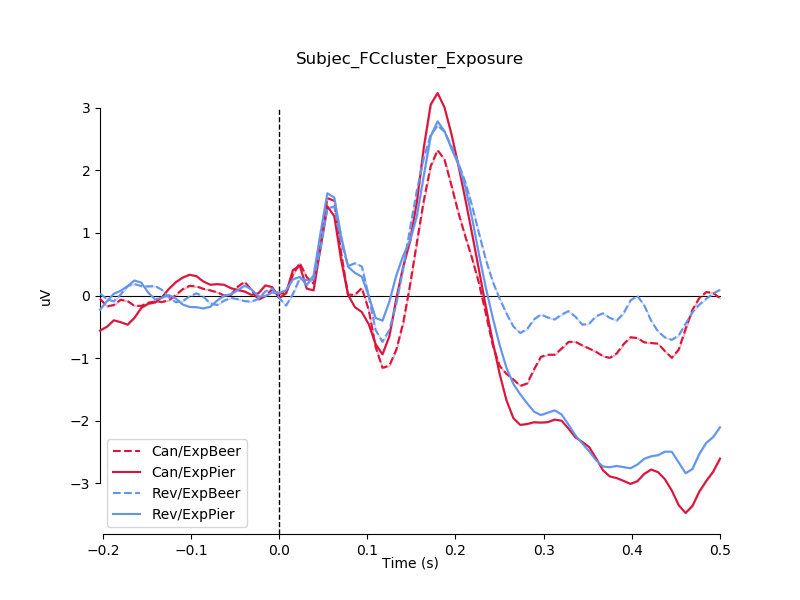 Subjec_FCcluster_Exposure
3
2
1
0
−1
−2
−3
uV
Can/ExpBeer
Can/ExpPier
Rev/ExpBeer
Rev/ExpPier
−0.2 −0.1 0.0 0.1 0.2 0.3 0.4 0.5
Time (s)